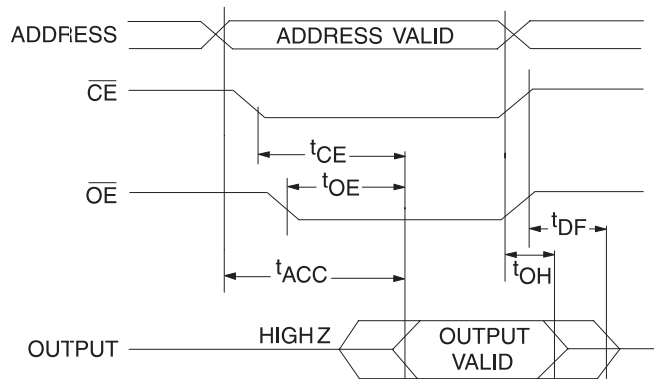 ADDRESS
ADDRESS VALID
CE
tCE
tOE
OE
tDF
tACC
tOH
HIGH Z
OUTPUT
OUTPUT
VALID